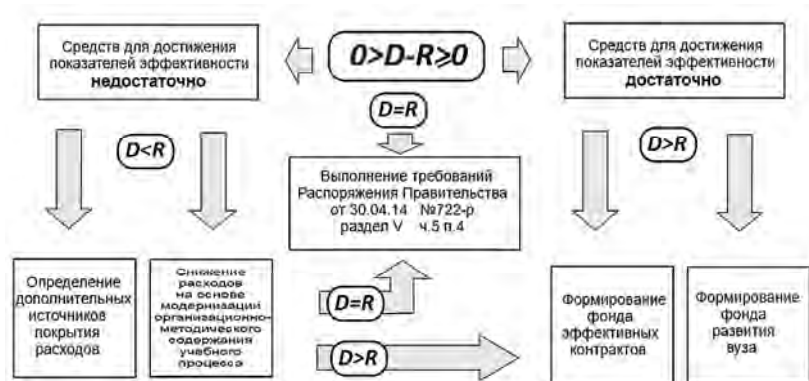 Средств для достижения
показателей эффективности
недостаточно
0>D-R≥0
Средств для достижения
показателей эффективности
достаточно
D=R
D<R
D>R
Выполнение требований
Распоряжения Правительства
от 30.04.14 №722-р
раздел V ч.5 п.4
Определение
дополнительных
источников
покрытия
расходов
Снижение
расходов
на основе
модернизации
организационно-
методического
содержания
учебного
процесса
D=R
D>R
Формирование
фонда
эффективных
контрактов
Формирование
фонда
развития
вуза